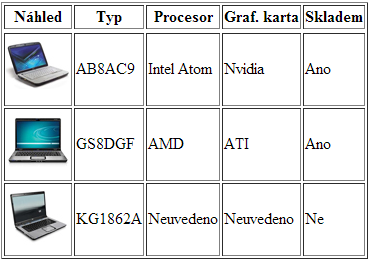 Náhled Typ Procesor Graf. karta Skladem
AB8AC9 Intel Atom Nvidia Ano
GS8DGF AMD ATI Ano
KG1862A Neuvedeno Neuvedeno Ne